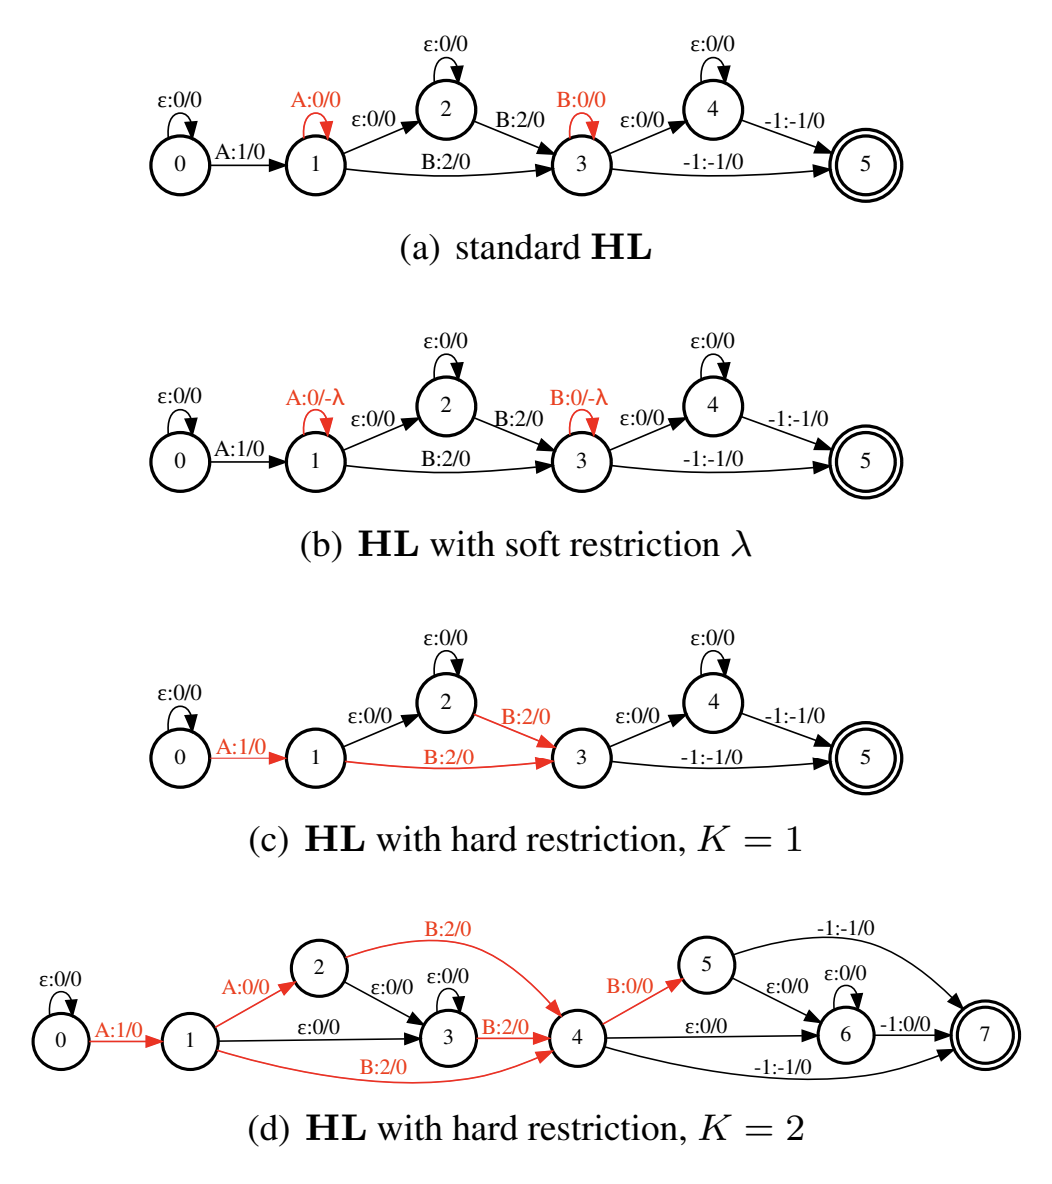 ε:0/0 ε:0/0
ε:0/0 A:0/0 2 B:0/0 4
ε:0/0 B:2/0 ε:0/0 -1:-1/0
0 A:1/0 1 B:2/0 3 -1:-1/0 5
(a) standard HL
ε:0/0 ε:0/0
ε:0/0 A:0/-λ 2 B:0/-λ 4
ε:0/0 B:2/0 ε:0/0 -1:-1/0
0 A:1/0 1 B:2/0 3 -1:-1/0 5
(b) HL with soft restriction λ
ε:0/0 ε:0/0
ε:0/0 2 4
ε:0/0 B:2/0 ε:0/0 -1:-1/0
0 A:1/0 1 B:2/0 3 -1:-1/0 5
(c) HL with hard restriction, K = 1
B:2/0 -1:-1/0
ε:0/0 2 ε:0/0 5 ε:0/0
A:0/0 ε:0/0 B:0/0 ε:0/0
0 A:1/0 1 ε:0/0 3 B:2/0 4 ε:0/0 6 -1:0/0 7
B:2/0 -1:-1/0
(d) HL with hard restriction, K = 2